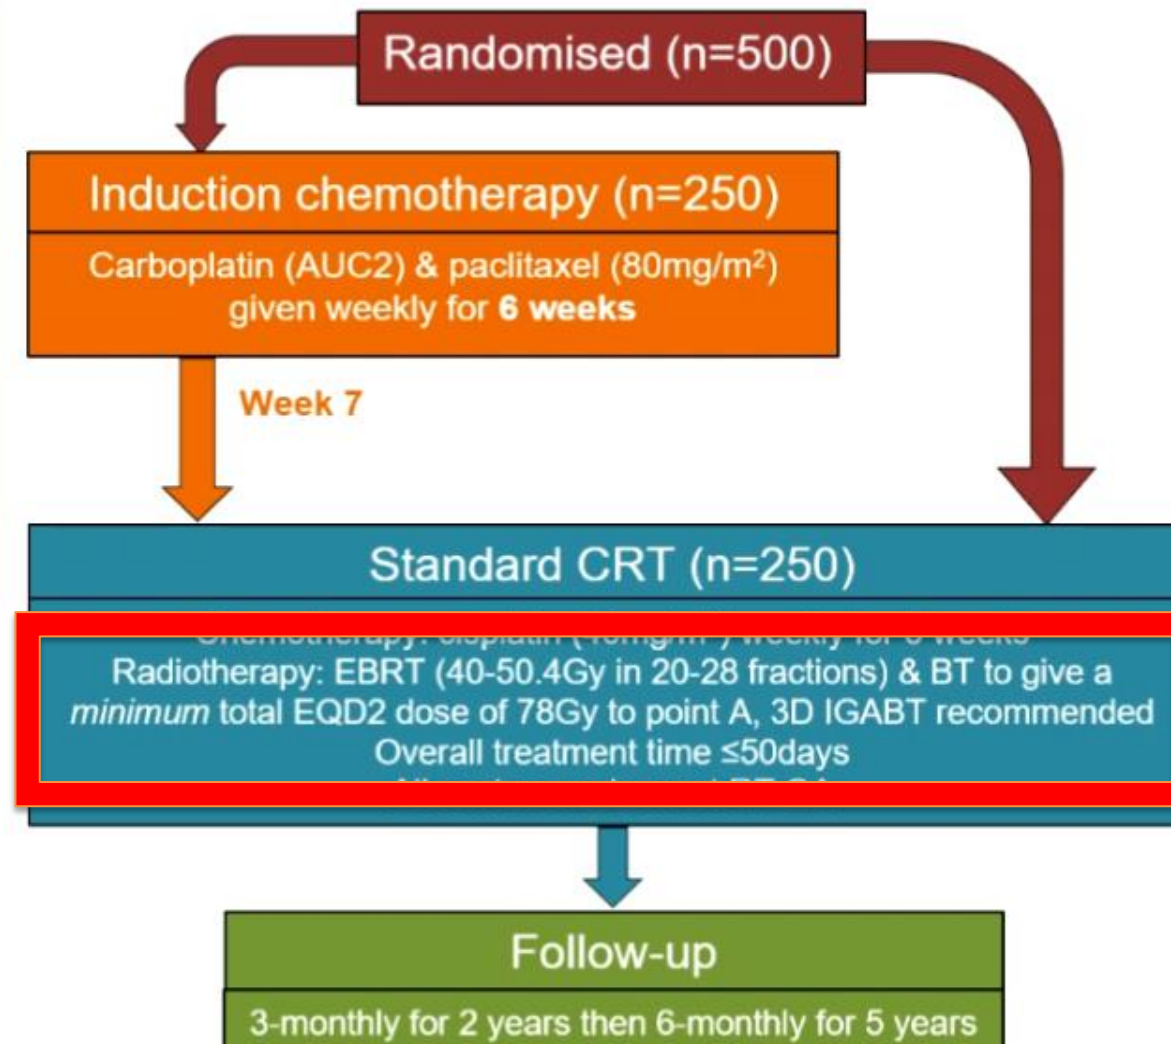 Randomised (n=500)
Induction chemotherapy (n=250)
Carboplatin (AUC2) & paclitaxel (80mg/m²)
given weekly for 6 weeks
Week 7
Standard CRT (n=250)
Radiotherapy: EBRT (40-50.4Gy in 20-28 fractions) & BT to give a
minimum total EQD2 dose of 78Gy to point A, 3D IGABT recommended
Overall treatment time ≤50days
Follow-up
3-monthly for 2 years then 6-monthly for 5 years